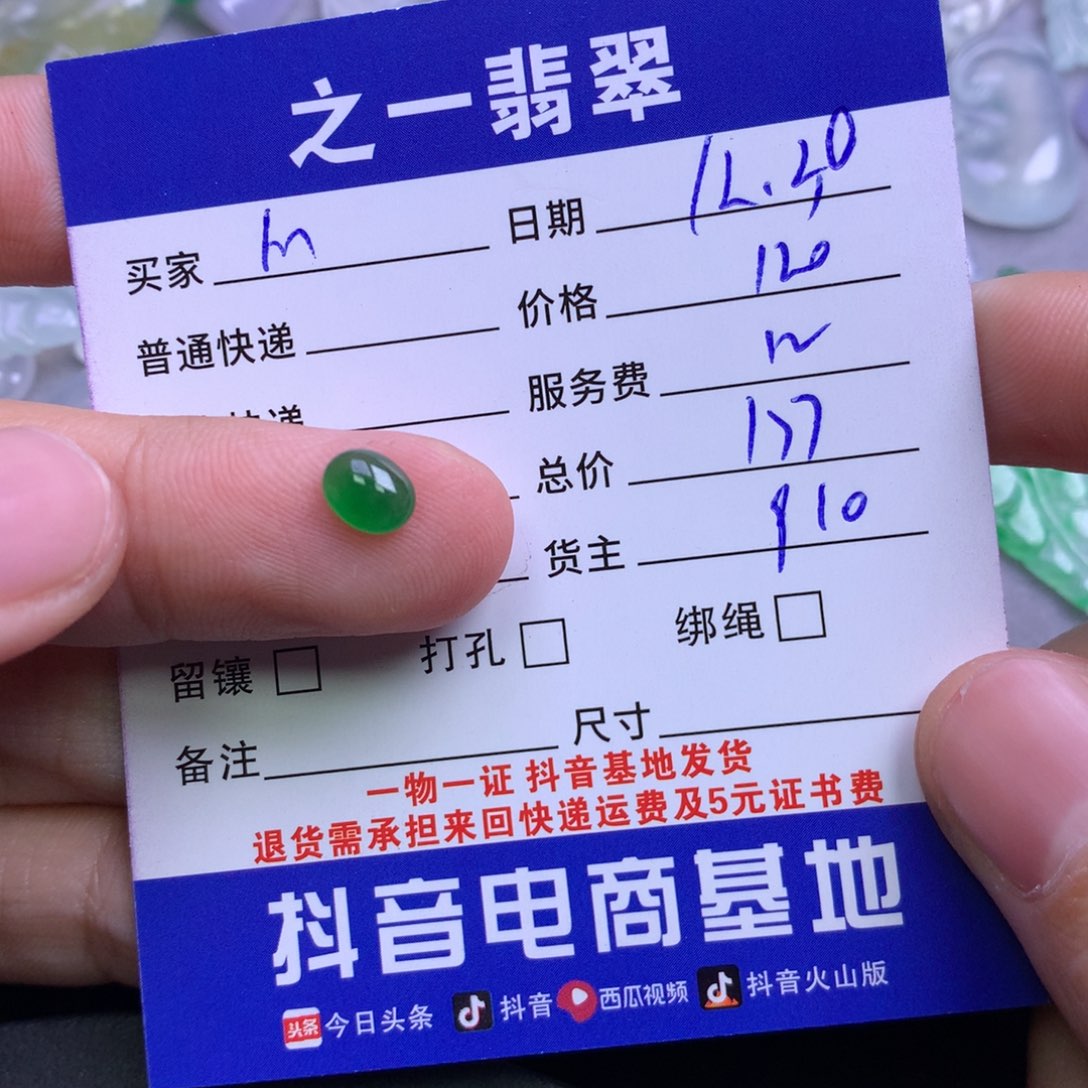 之一翡翠
买家 日期
普通快递 价格 120
快递 服务费
总价 137
货主 910
留镶 打孔 绑绳
备注 尺寸
一物一证 抖音基地发货
退货需承担来回快递运费及5元证书费
抖音电商基地
头条 今日头条 抖音 西瓜视频 抖音火山版